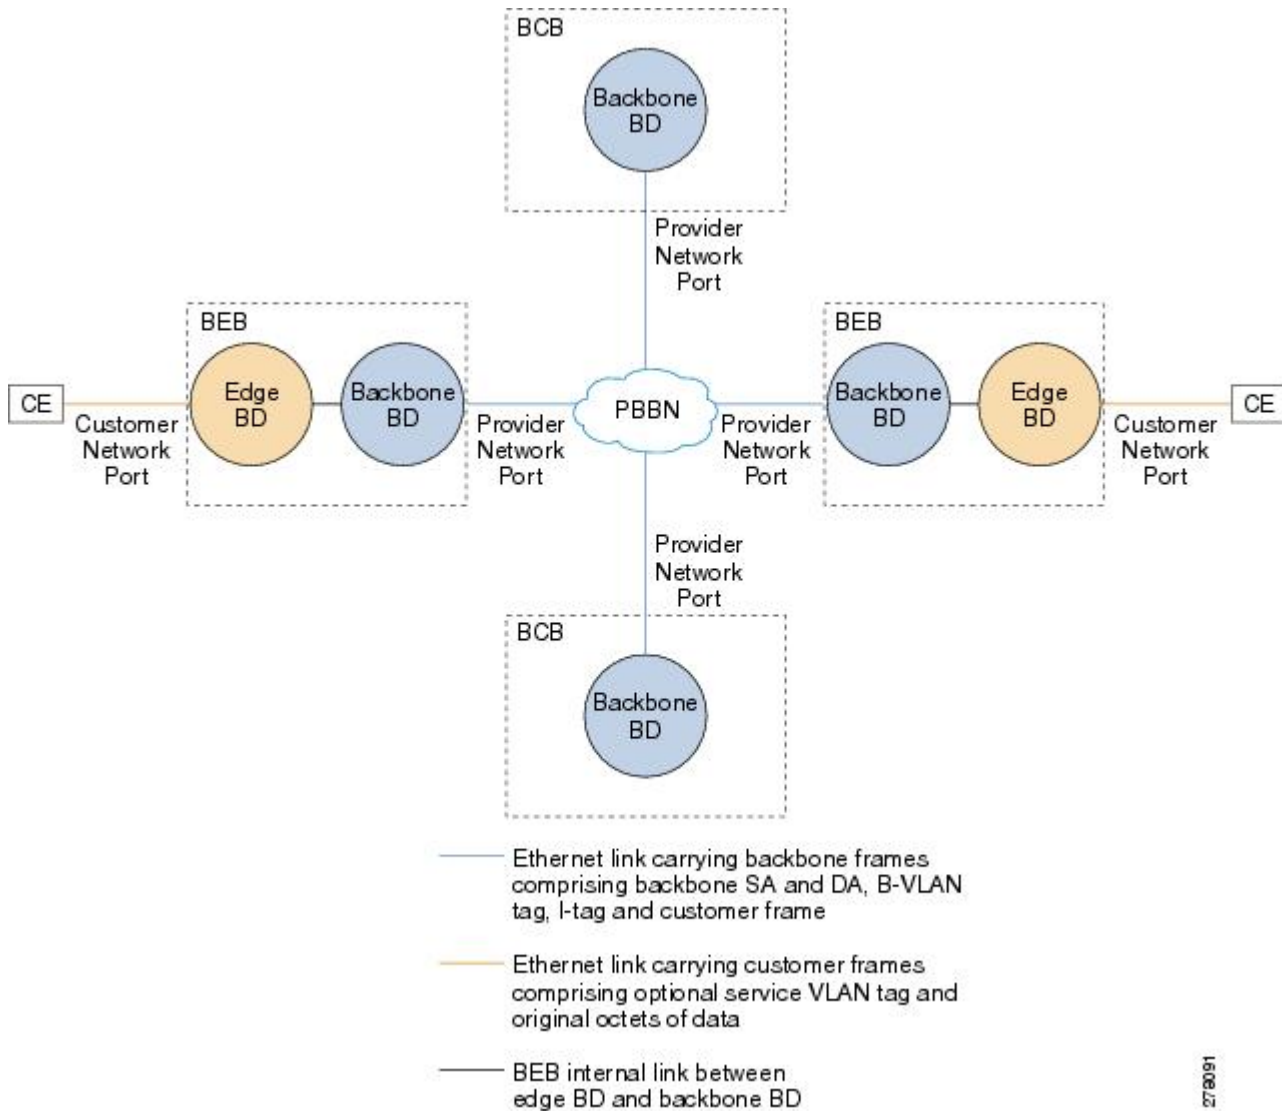 BCB
Backbone
BD
Provider
Network
Port
BEB
Edge
BD
Backbone
BD
CE
Customer
Network
Port
Provider
Network
Port
PBBN
Provider
Network
Port
BEB
Backbone
BD
Edge
BD
Customer
Network
Port
CE
Provider
Network
Port
BCB
Backbone
BD
Ethernet link carrying backbone frames
comprising backbone SA and DA, B-VLAN
tag, I-tag and customer frame
Ethernet link carrying customer frames
comprising optional service VLAN tag and
original octets of data
BEB internal link between
edge BD and backbone BD
279091